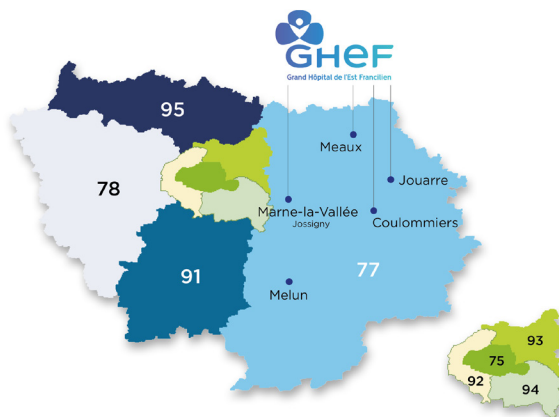 GHEF
Grand Hôpital de l'Est Francilien
95
Meaux
78
Jouarre
Marne-la-Vallée
Jossigny
Coulommiers
91
77
Melun
93
75
92
94